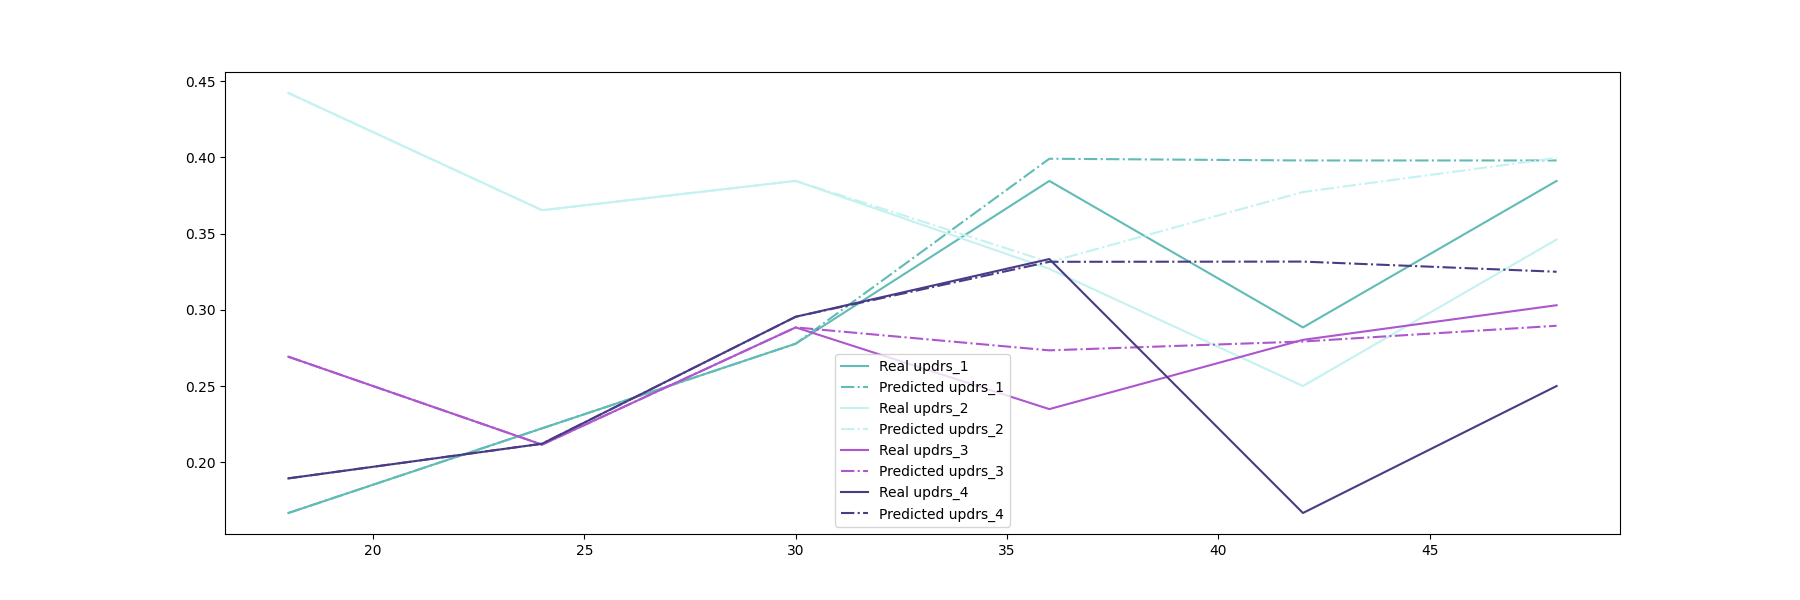 0.45
0.40
0.35
0.30
0.25
0.20
Real updrs_1
Predicted updrs_1
Real updrs_2
Predicted updrs_2
Real updrs_3
Predicted updrs_3
Real updrs_4
Predicted updrs_4
20 25 30 35 40 45